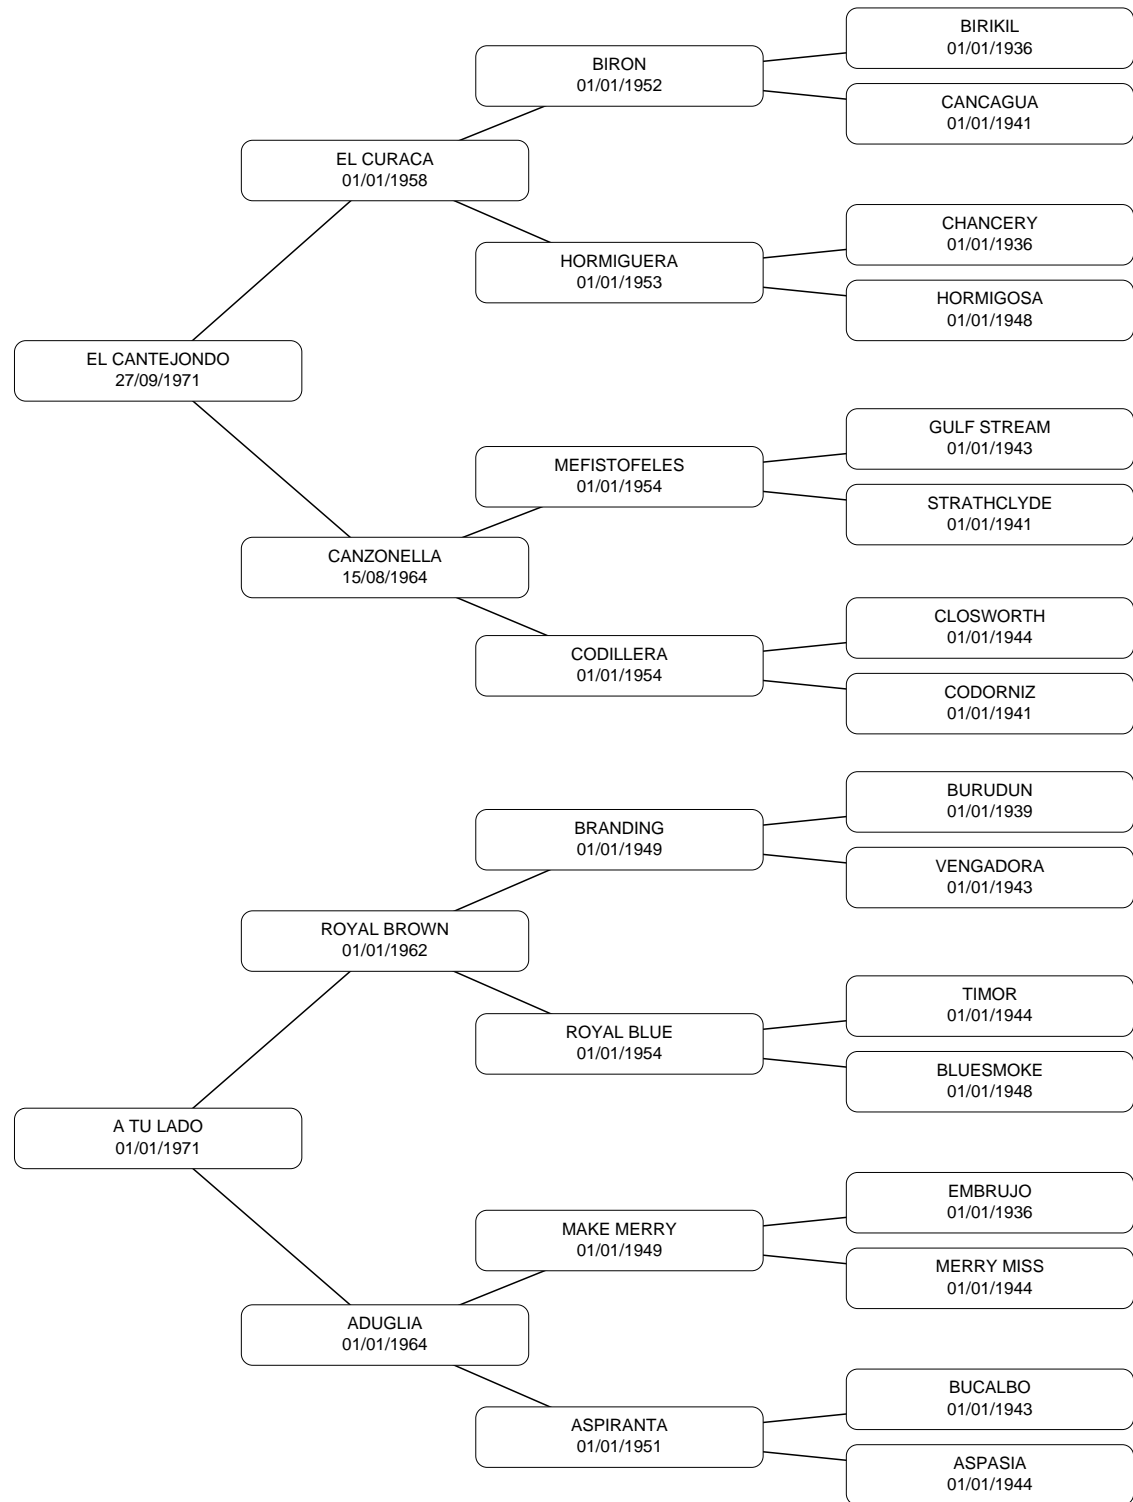 BIRIKIL
01/01/1936
BIRON
01/01/1952
CANCAGUA
01/01/1941
EL CURACA
01/01/1958
CHANCERY
01/01/1936
HORMIGUERA
01/01/1953
HORMIGOSA
01/01/1948
EL CANTEJONDO
27/09/1971
GULF STREAM
01/01/1943
MEFISTOFELES
01/01/1954
STRATHCLYDE
01/01/1941
CANZONELLA
15/08/1964
CLOSWORTH
01/01/1944
CODILLERA
01/01/1954
CODORNIZ
01/01/1941
BURUDUN
01/01/1939
BRANDING
01/01/1949
VENGADORA
01/01/1943
ROYAL BROWN
01/01/1962
TIMOR
01/01/1944
ROYAL BLUE
01/01/1954
BLUESMOKE
01/01/1948
A TU LADO
01/01/1971
EMBRUJO
01/01/1936
MAKE MERRY
01/01/1949
MERRY MISS
01/01/1944
ADUGLIA
01/01/1964
BUCALBO
01/01/1943
ASPIRANTA
01/01/1951
ASPASIA
01/01/1944